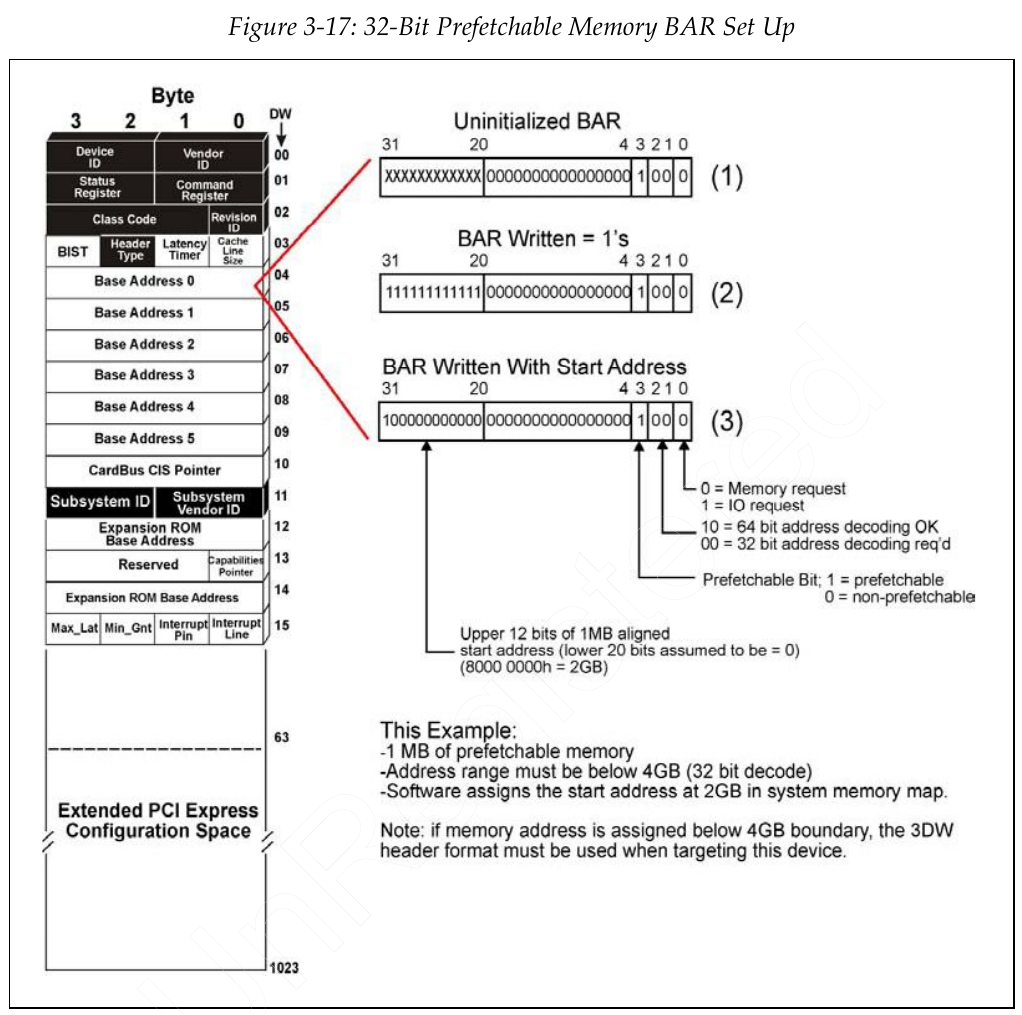 Figure 3-17: 32-Bit Prefetchable Memory BAR Set Up
Byte
3 2 1 0 DW
Device ID Vendor ID 00
Status Register Command Register 01
Class Code Revision ID 02
BIST Header Type Latency Timer Cache Line Size 03
Base Address 0 04
Base Address 1 05
Base Address 2 06
Base Address 3 07
Base Address 4 08
Base Address 5 09
CardBus CIS Pointer 10
Subsystem ID Subsystem Vendor ID 11
Expansion ROM Base Address 12
Reserved Capabilities Pointer 13
Expansion ROM Base Address 14
Max_Lat Min_Gnt Interrupt Pin Interrupt Line 15
63
Extended PCI Express
Configuration Space
1023
Uninitialized BAR
31 20 4 3 2 1 0
XXXXXXXXXXXX 0000000000000000 1 00 0 (1)
BAR Written = 1's
31 20 4 3 2 1 0
111111111111 0000000000000000 1 00 0 (2)
BAR Written With Start Address
31 20 4 3 2 1 0
100000000000 0000000000000000 1 00 0 (3)
0 = Memory request
1 = IO request
10 = 64 bit address decoding OK
00 = 32 bit address decoding req'd
Prefetchable Bit; 1 = prefetchable
0 = non-prefetchable
Upper 12 bits of 1MB aligned
start address (lower 20 bits assumed to be = 0)
(8000 0000h = 2GB)
This Example:
-1 MB of prefetchable memory
-Address range must be below 4GB (32 bit decode)
-Software assigns the start address at 2GB in system memory map.
Note: if memory address is assigned below 4GB boundary, the 3DW
header format must be used when targeting this device.
UnRegistered